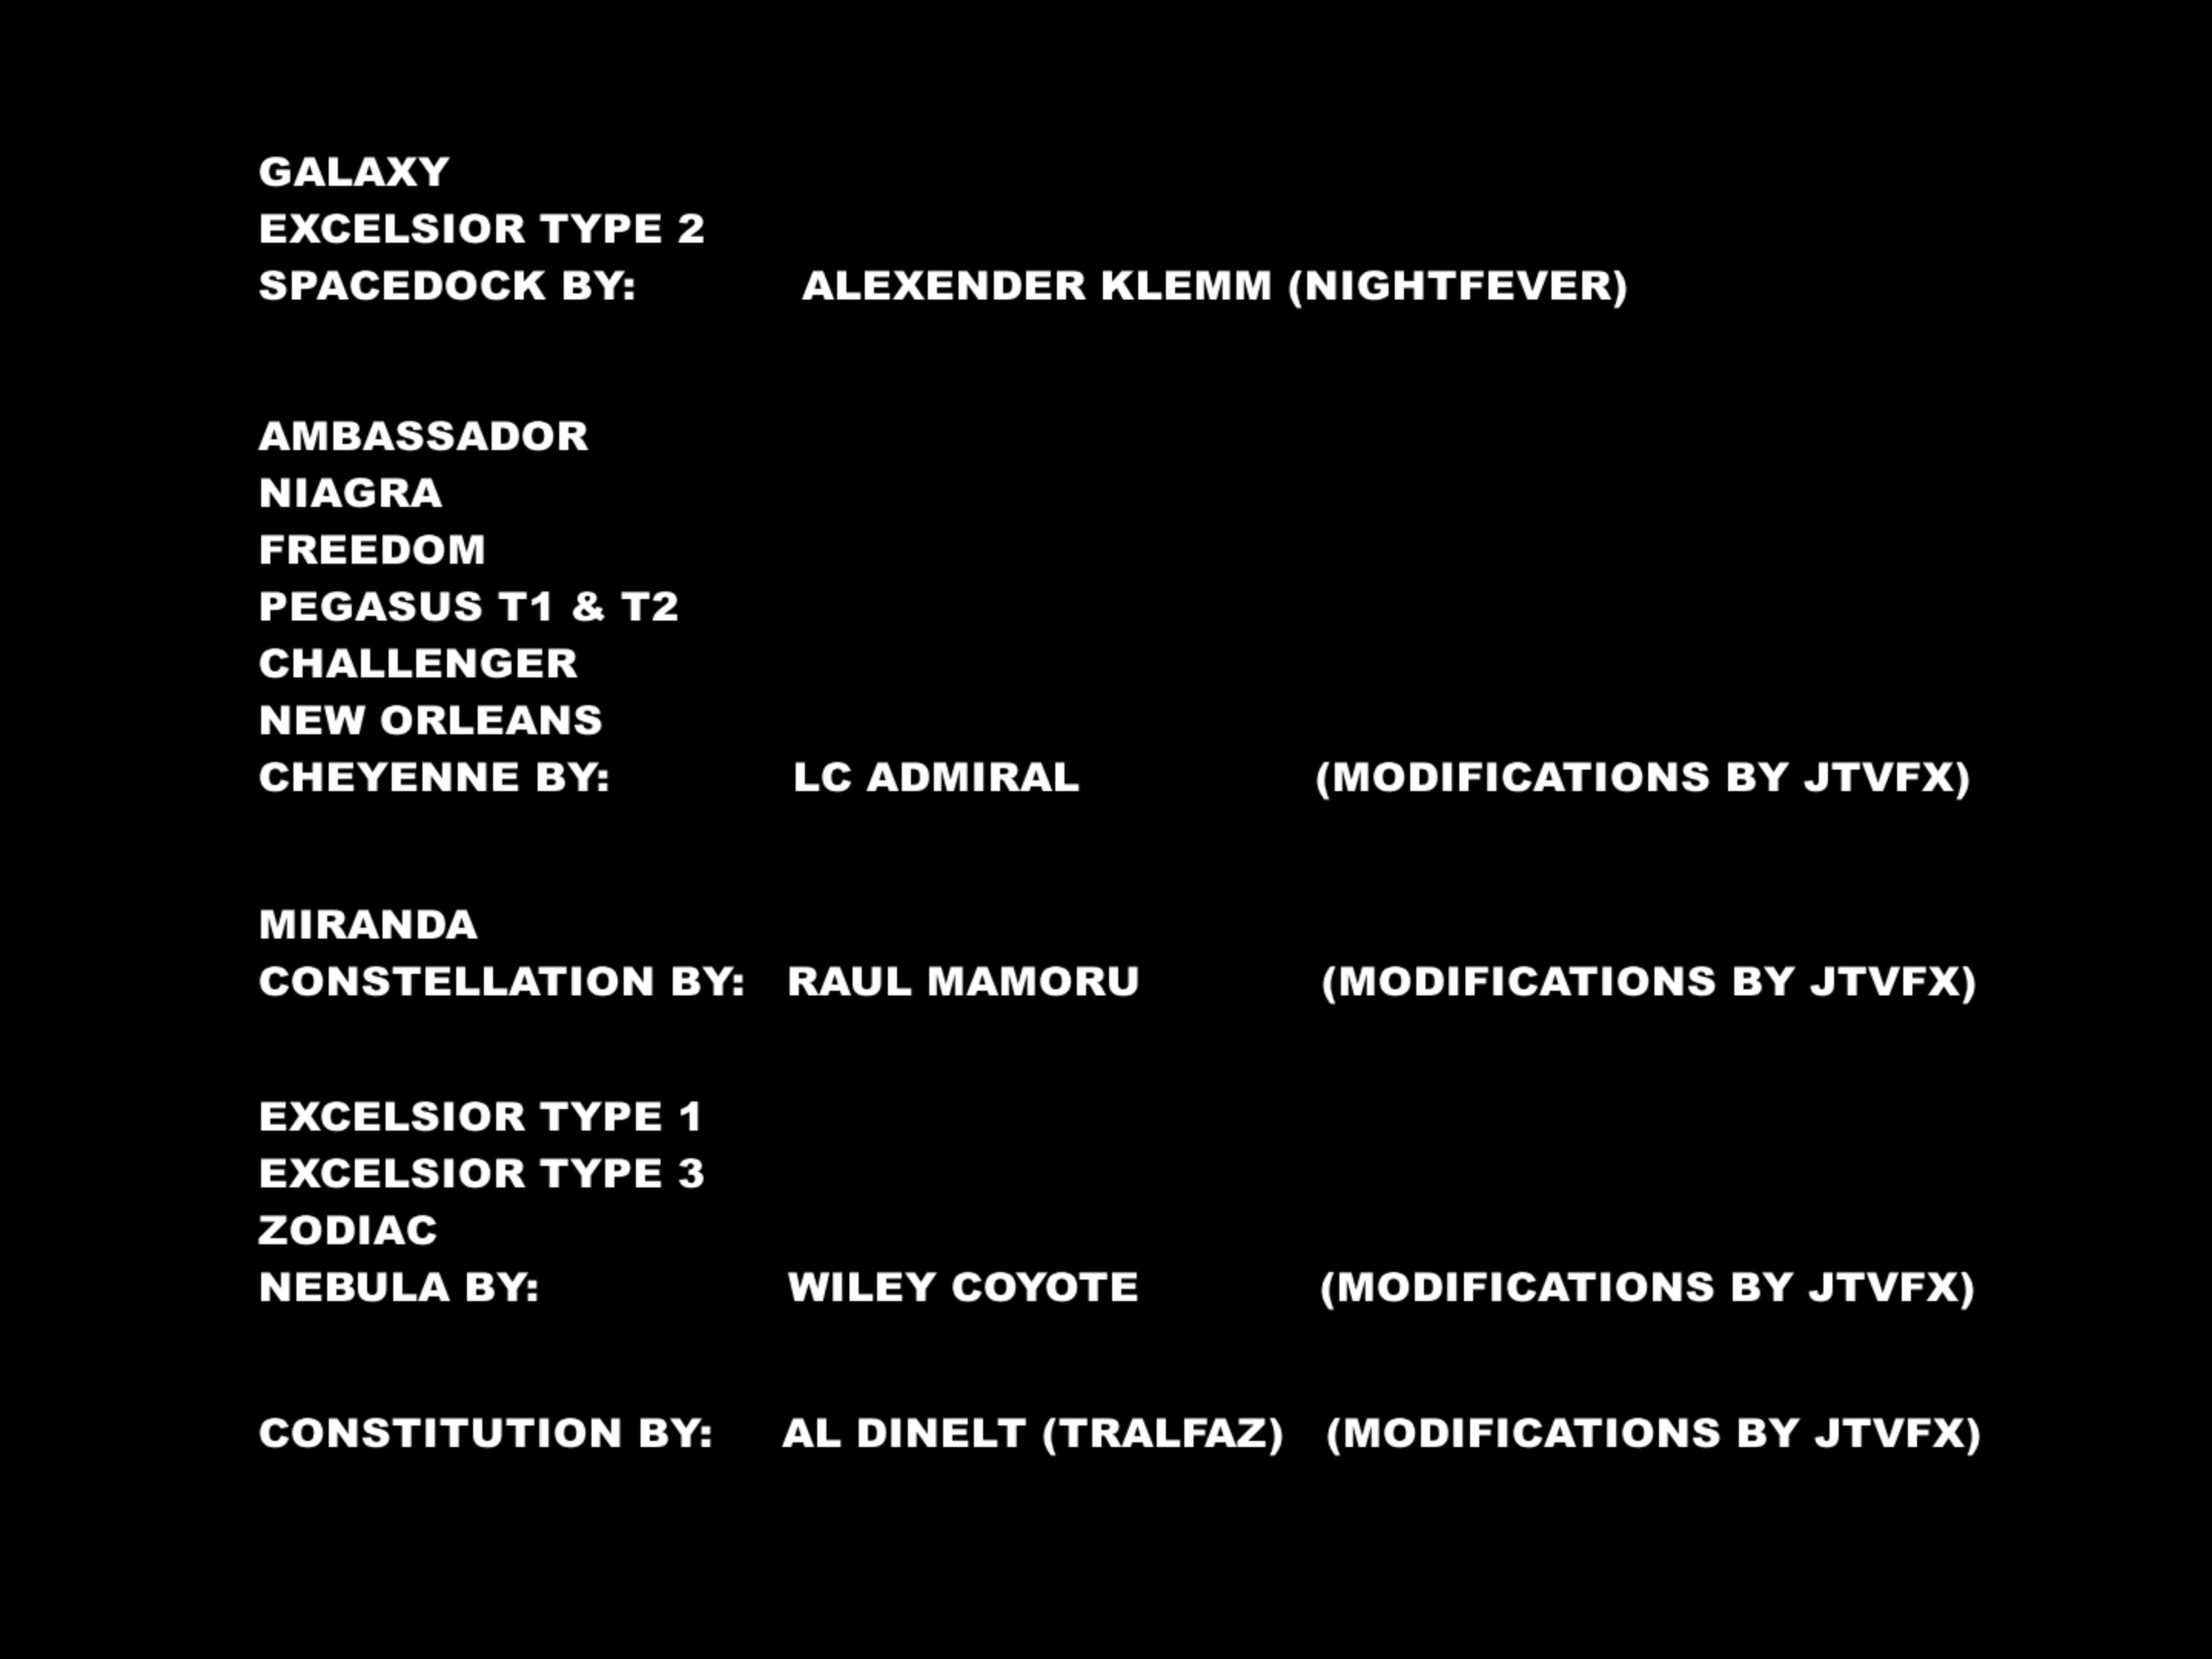 GALAXY
EXCELSIOR TYPE 2
SPACEDOCK BY: ALEXENDER KLEMM (NIGHTFEVER)
AMBASSADOR
NIAGRA
FREEDOM
PEGASUS T1 & T2
CHALLENGER
NEW ORLEANS
CHEYENNE BY: LC ADMIRAL (MODIFICATIONS BY JTVFX)
MIRANDA
CONSTELLATION BY: RAUL MAMORU (MODIFICATIONS BY JTVFX)
EXCELSIOR TYPE 1
EXCELSIOR TYPE 3
ZODIAC
NEBULA BY: WILEY COYOTE (MODIFICATIONS BY JTVFX)
CONSTITUTION BY: AL DINELT (TRALFAZ) (MODIFICATIONS BY JTVFX)